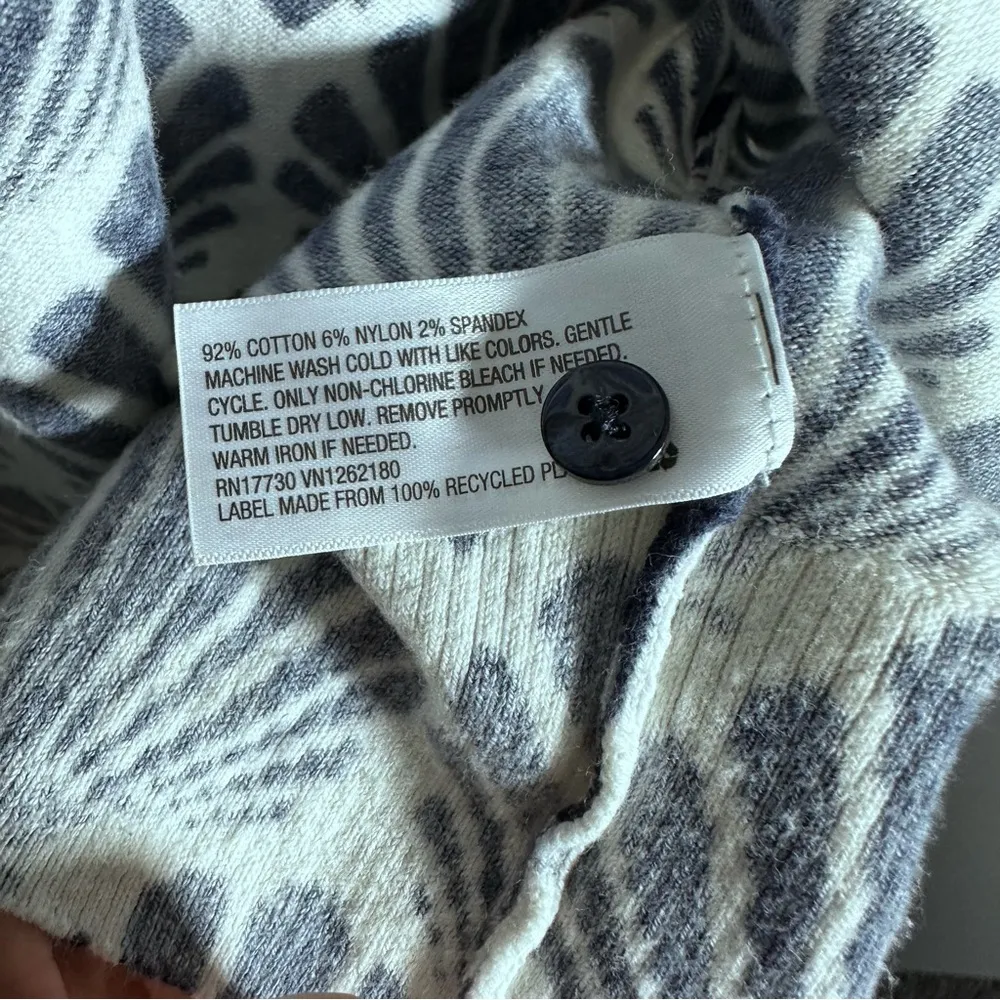 92% COTTON 6% NYLON 2% SPANDEX
MACHINE WASH COLD WITH LIKE COLORS. GENTLE
CYCLE. ONLY NON-CHLORINE BLEACH IF NEEDED.
TUMBLE DRY LOW. REMOVE PROMPTLY
WARM IRON IF NEEDED.
RN17730 VN1262180
LABEL MADE FROM 100% RECYCLED